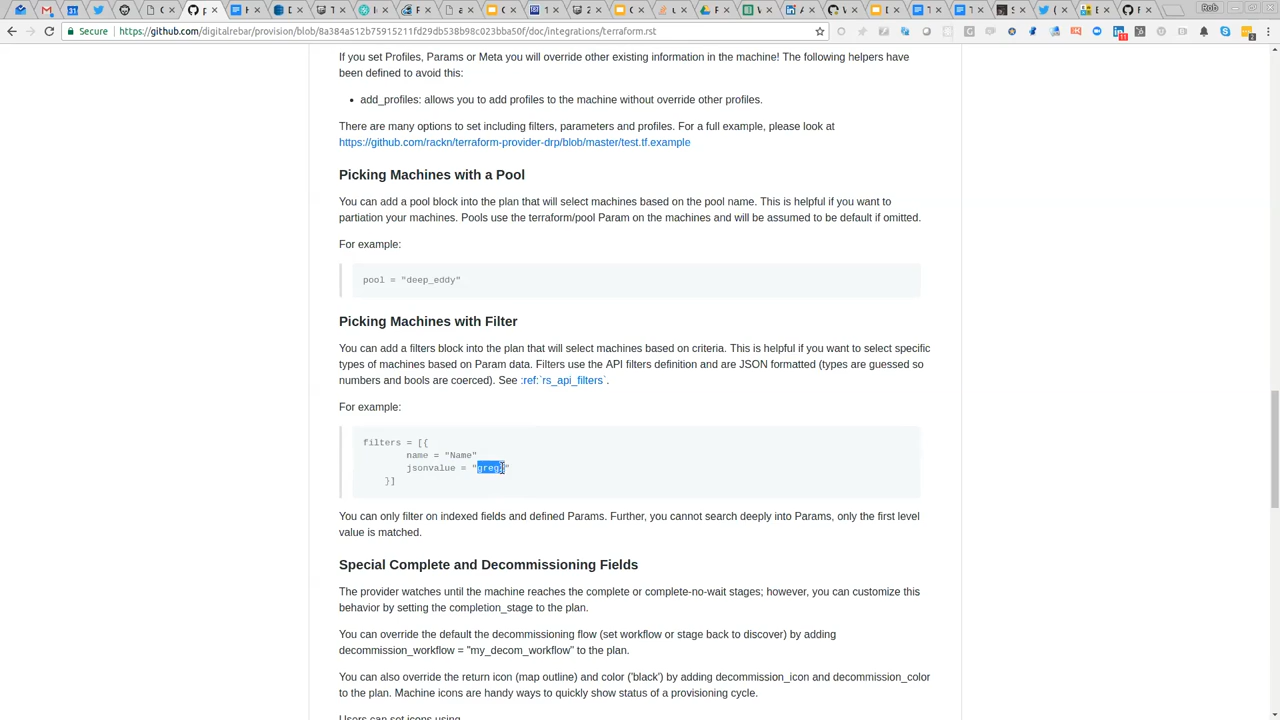 Rob
Secure
https://github.com/digitalrebar/provision/blob/8a384a512b75915211fd29db538b98c023bba50f/doc/integrations/terraform.rst
If you set Profiles, Params or Meta you will override other existing information in the machine! The following helpers have
been defined to avoid this:
• add_profiles: allows you to add profiles to the machine without override other profiles.
There are many options to set including filters, parameters and profiles. For a full example, please look at
https://github.com/rackn/terraform-provider-drp/blob/master/test.tf.example
Picking Machines with a Pool
You can add a pool block into the plan that will select machines based on the pool name. This is helpful if you want to
partiation your machines. Pools use the terraform/pool Param on the machines and will be assumed to be default if omitted.
For example:
pool = "deep_eddy"
Picking Machines with Filter
You can add a filters block into the plan that will select machines based on criteria. This is helpful if you want to select specific
types of machines based on Param data. Filters use the API filters definition and are JSON formatted (types are guessed so
numbers and bools are coerced). See :ref:`rs_api_filters`.
For example:
filters = [{
name = "Name"
jsonvalue = "greg"
}]
You can only filter on indexed fields and defined Params. Further, you cannot search deeply into Params, only the first level
value is matched.
Special Complete and Decommissioning Fields
The provider watches until the machine reaches the complete or complete-no-wait stages; however, you can customize this
behavior by setting the completion_stage to the plan.
You can override the default the decommissioning flow (set workflow or stage back to discover) by adding
decommission_workflow = "my_decom_workflow" to the plan.
You can also override the return icon (map outline) and color ('black') by adding decommission_icon and decommission_color
to the plan. Machine icons are handy ways to quickly show status of a provisioning cycle.
Users can set icons using